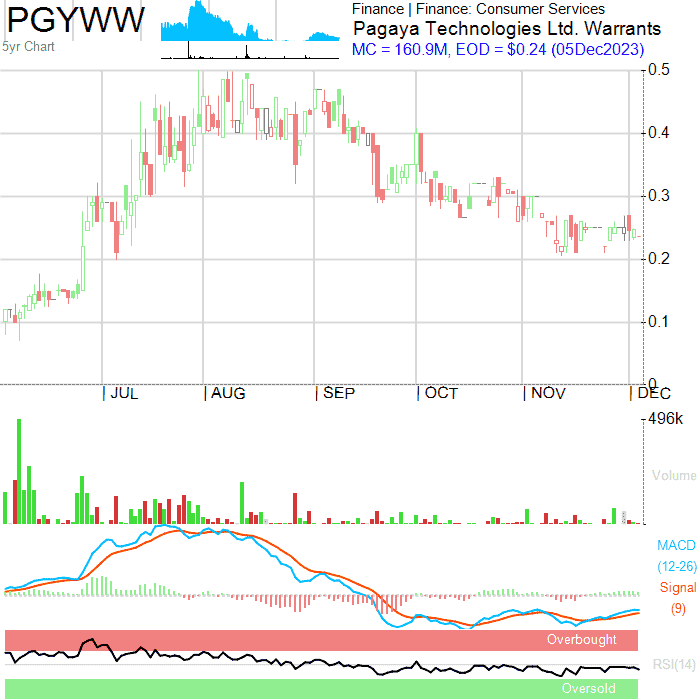 PGYWW
5yr Chart
Finance | Finance: Consumer Services
Pagaya Technologies Ltd. Warrants
MC = 160.9M, EOD = $0.24 (05Dec2023)
0.5
0.4
0.3
0.2
0.1
0
| JUL | AUG | SEP | OCT | NOV | DEC
496K
Volume
MACD
(12-26)
Signal
(9)
Overbought
RSI(14)
Oversold